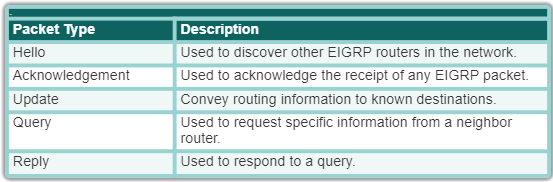 Packet Type Description
Hello Used to discover other EIGRP routers in the network.
Acknowledgement Used to acknowledge the receipt of any EIGRP packet.
Update Convey routing information to known destinations.
Query Used to request specific information from a neighbor
router.
Reply Used to respond to a query.